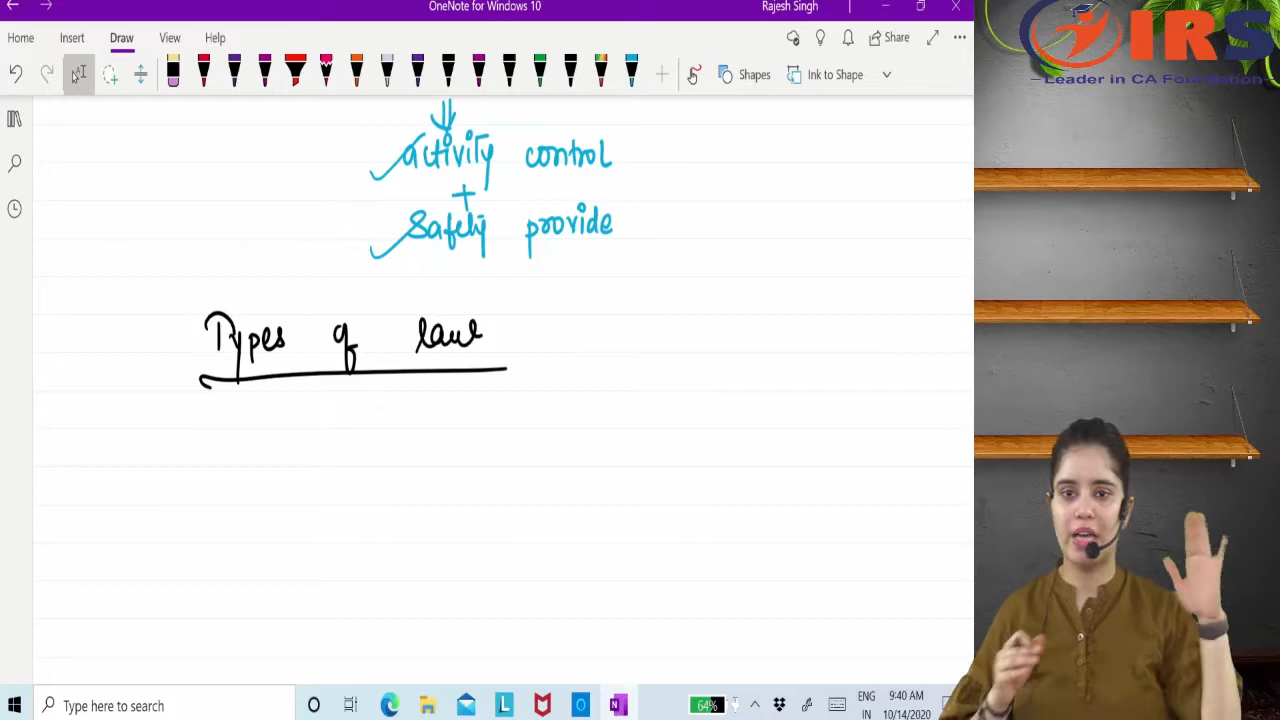 OneNote for Windows 10
Rajesh Singh
Home Insert Draw View Help
Share
Shapes
Ink to Shape
IRS
Leader in CA Foundation
activity control
+
Safety provide
Types of law
Type here to search
64%
ENG
IN
9:40 AM
10/14/2020